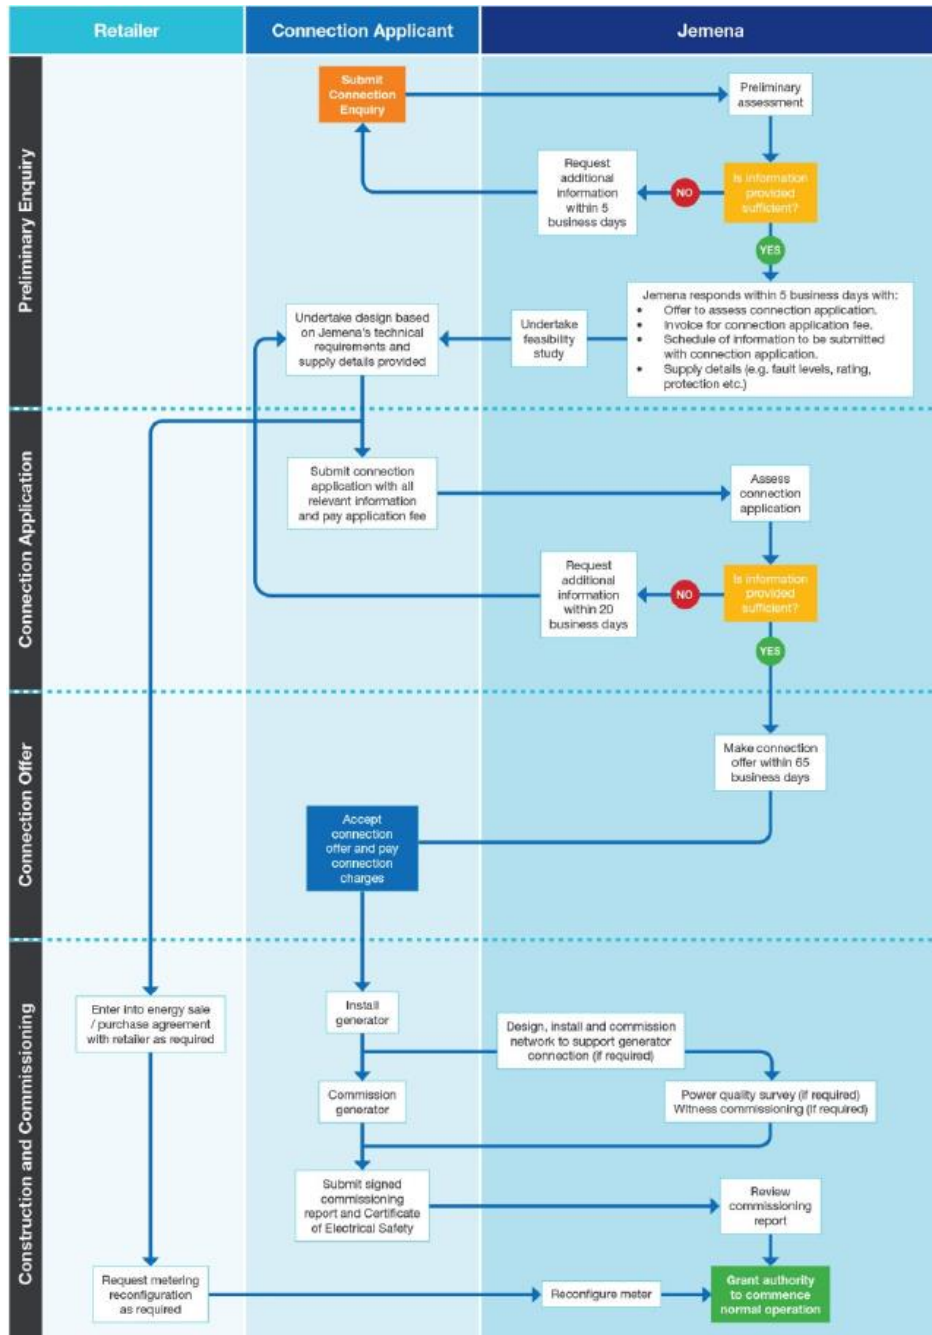 Retailer
Connection Applicant
Jemena
Preliminary Enquiry
Submit
Connection
Enquiry
Preliminary
assessment
Request
additional
information
within 5
business days
NO
Is information
provided
sufficient?
YES
Undertake design based
on Jemena's technical
requirements and
supply details provided
Undertake
feasibility
study
Jemena responds within 5 business days with:
• Offer to assess connection application.
• Invoice for connection application fee.
• Schedule of information to be submitted
with connection application.
• Supply details (e.g. fault levels, rating,
protection etc.)
Connection Application
Submit connection
application with all
relevant information
and pay application fee
Assess
connection
application
Request
additional
information
within 20
business days
NO
Is information
provided
sufficient?
YES
Connection Offer
Make connection
offer within 65
business days
Accept
connection
offer and pay
connection
charges
Construction and Commissioning
Enter into energy sale
/ purchase agreement
with retailer as required
Install
generator
Design, install and commission
network to support generator
connection (if required)
Commission
generator
Power quality survey (if required)
Witness commissioning (if required)
Submit signed
commissioning
report and Certificate
of Electrical Safety
Review
commissioning
report
Request metering
reconfiguration
as required
Reconfigure meter
Grant authority
to commence
normal operation